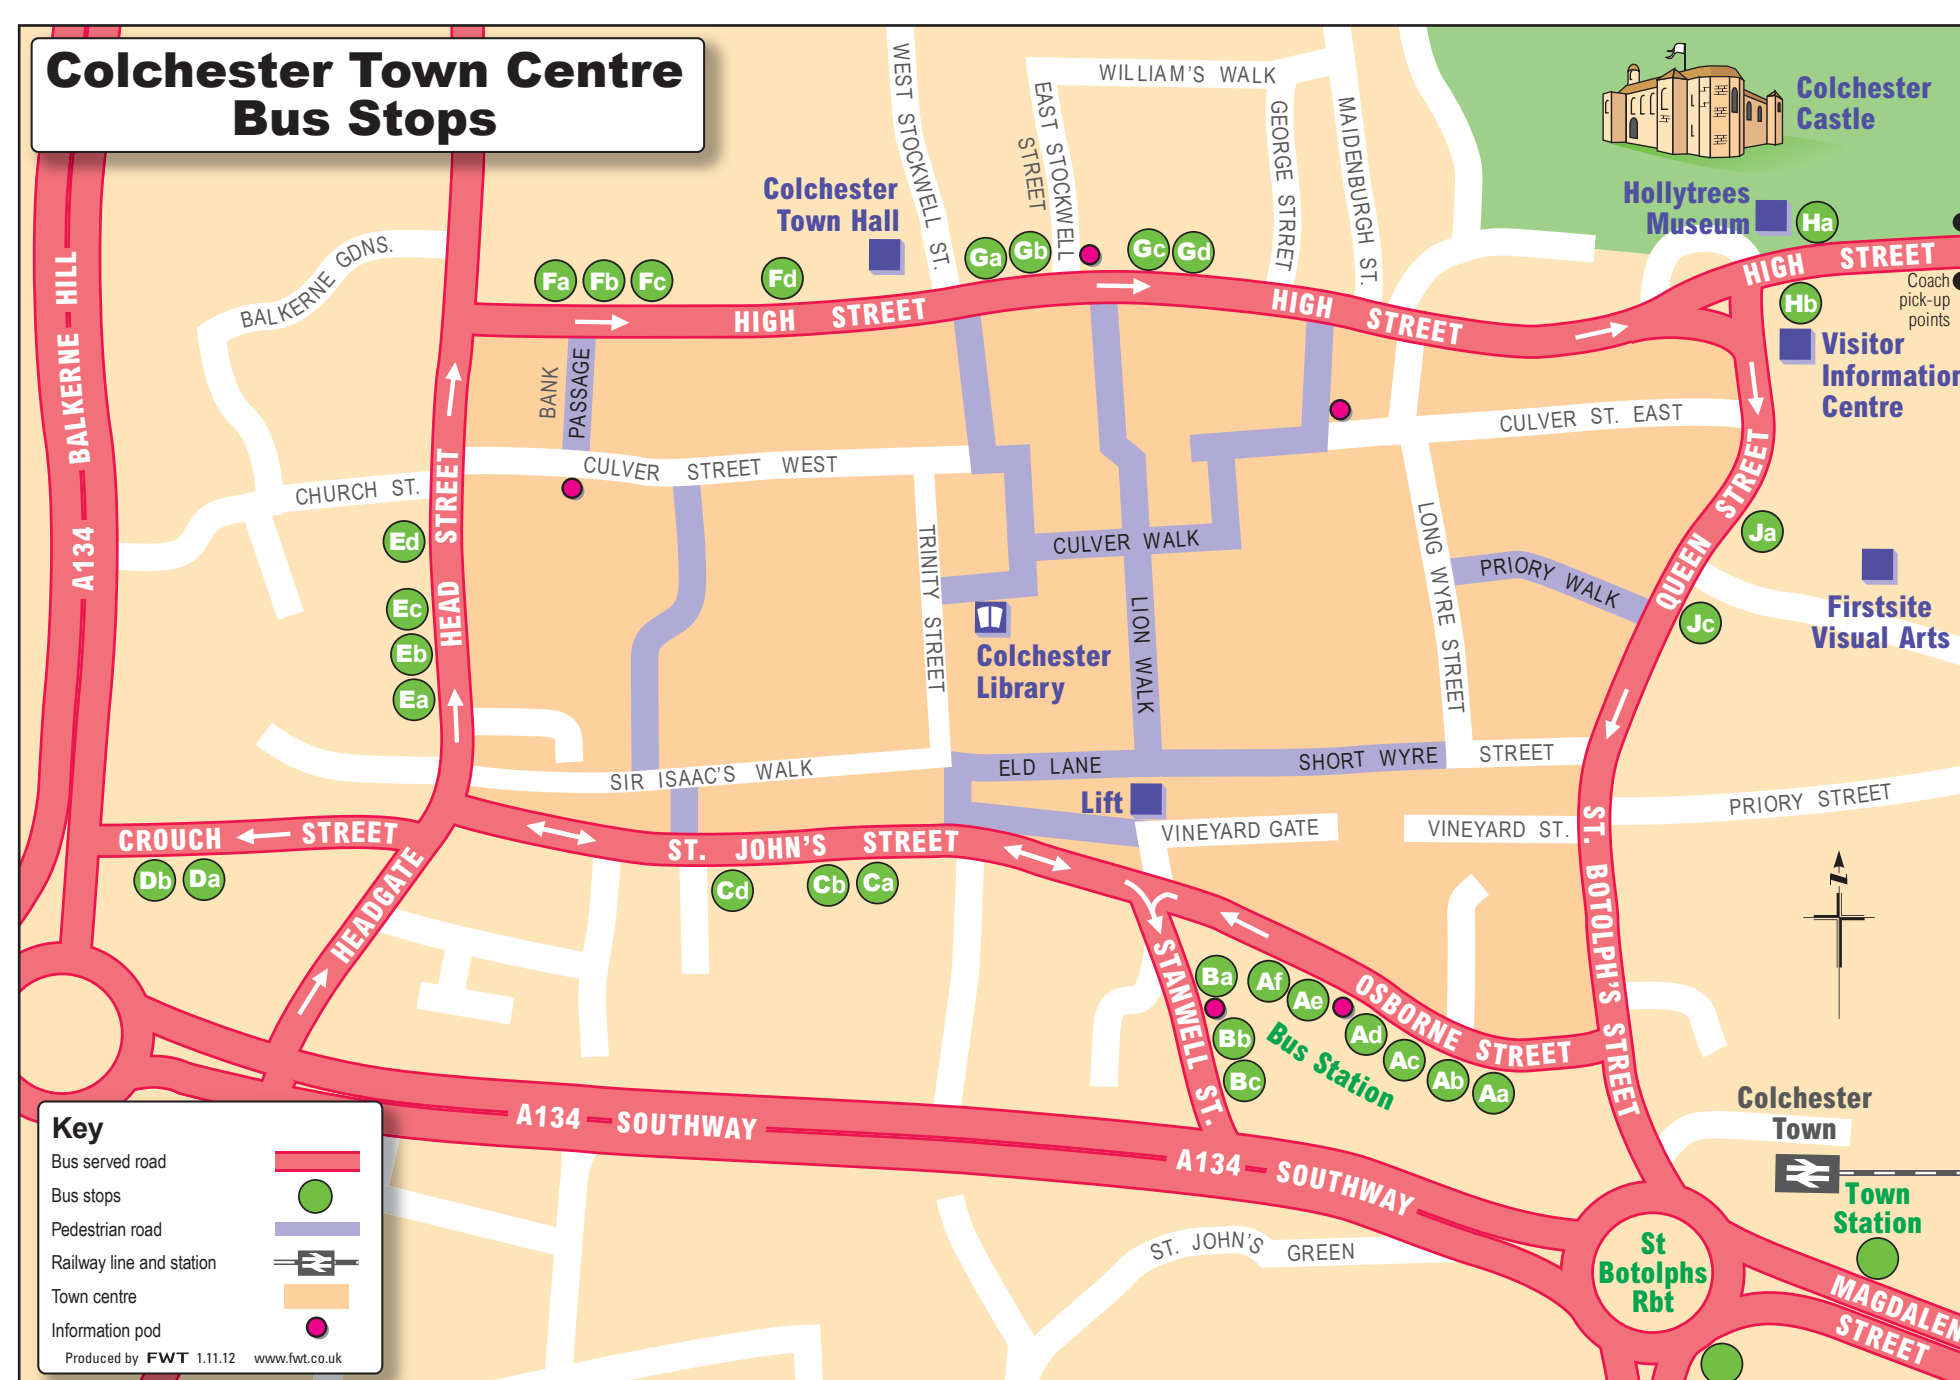 Colchester Town Centre
Bus Stops
WEST STOCKWELL ST.
EAST STOCKWELL
STREET
WILLIAM'S WALK
GEORGE STRRET
MAIDENBURGH ST.
Colchester
Castle
Hollytrees
Museum
Ha
HIGH STREET
Coach
pick-up
points
Hb
Visitor
Information
Centre
Colchester
Town Hall
Ga
Gb
Gc
Gd
Fa
Fb
Fc
Fd
HIGH STREET
HIGH STREET
BALKERNE HILL
A134
BALKERNE GDNS.
BANK
PASSAGE
CHURCH ST.
CULVER STREET WEST
CULVER ST. EAST
HEAD STREET
Ed
Ec
Eb
Ea
TRINITY STREET
CULVER WALK
LION WALK
LONG WYRE STREET
PRIORY WALK
QUEEN STREET
Ja
Jc
Firstsite
Visual Arts
Colchester
Library
SIR ISAAC'S WALK
ELD LANE
SHORT WYRE STREET
Lift
VINEYARD GATE
VINEYARD ST.
PRIORY STREET
CROUCH STREET
Db
Da
HEADGATE
ST. JOHN'S STREET
Cd
Cb
Ca
ST. BOTOLPH'S STREET
STANWELL ST.
Ba
Bb
Bc
Af
Ae
Ad
Ac
Ab
Aa
Bus Station
OSBORNE STREET
Z
A134 SOUTHWAY
A134 SOUTHWAY
Colchester
Town
Town
Station
St
Botolphs
Rbt
MAGDALEN
STREET
ST. JOHN'S GREEN
Key
Bus served road
Bus stops
Pedestrian road
Railway line and station
Town centre
Information pod
Produced by FWT 1.11.12 www.fwt.co.uk